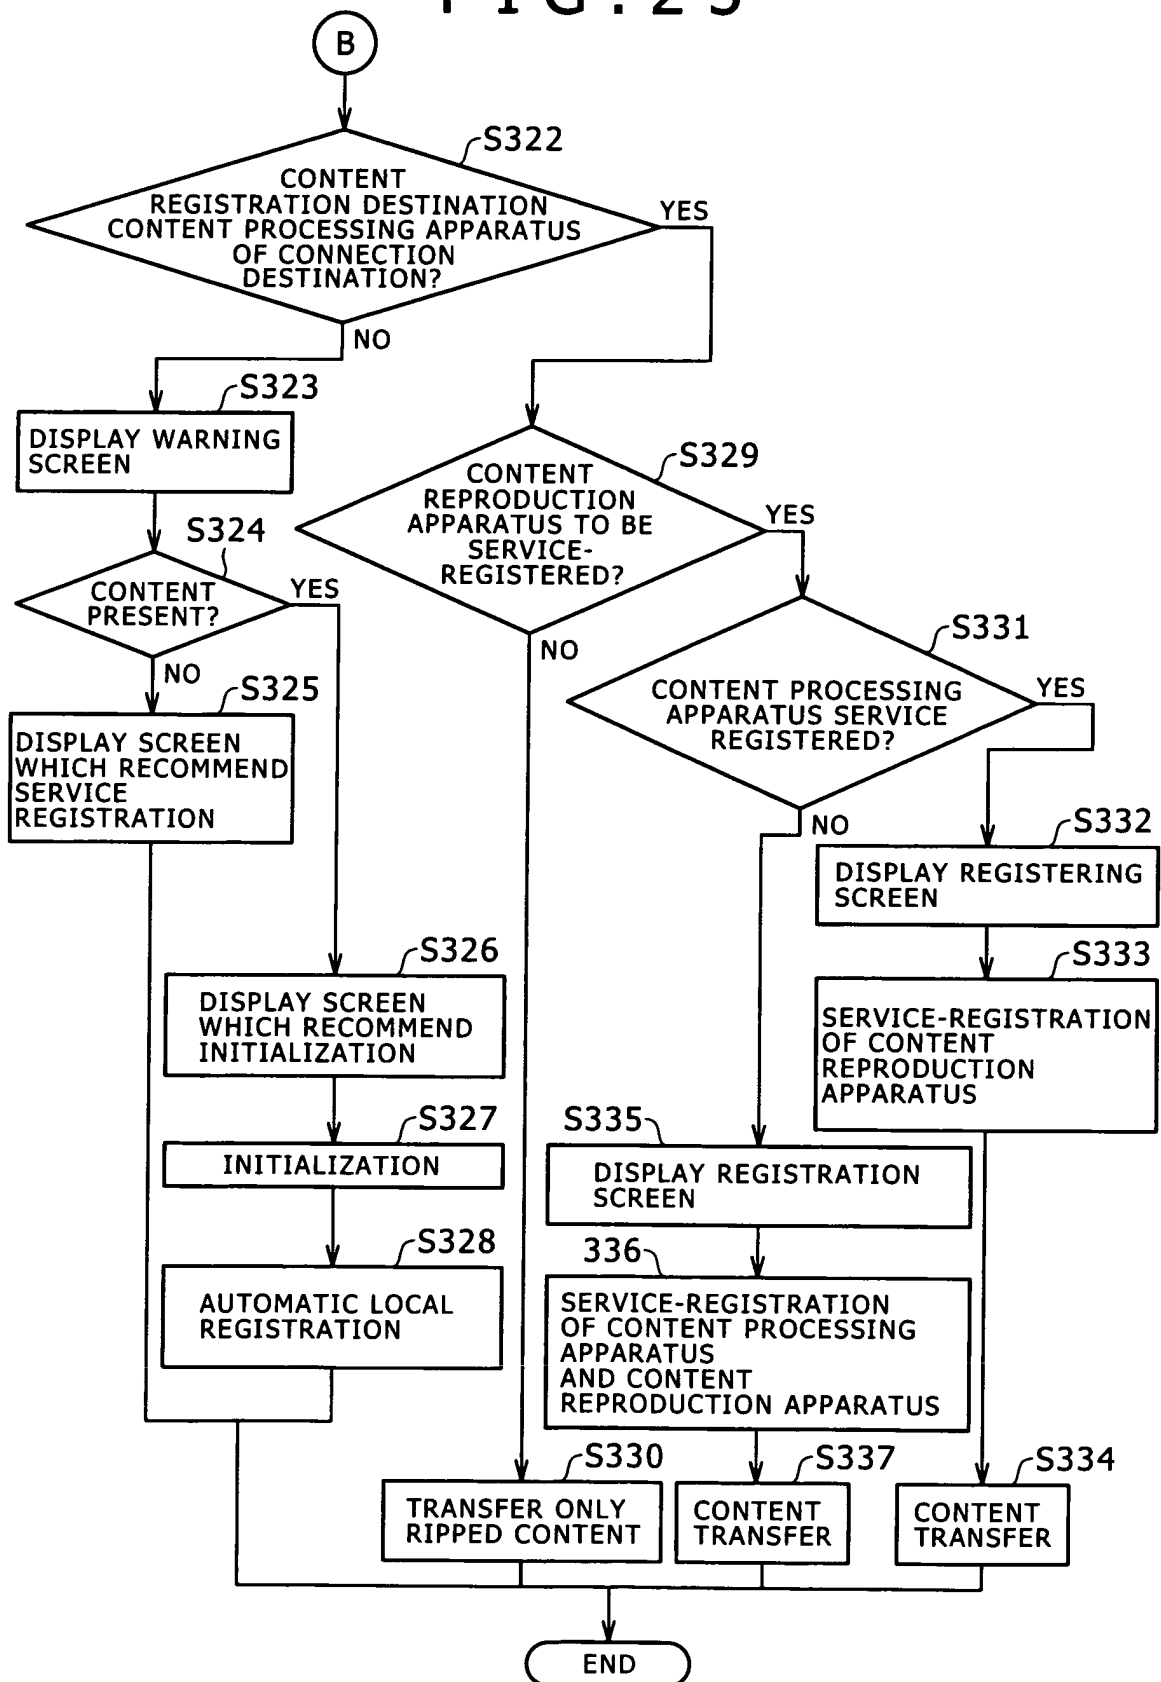 FIG.25
B
S322
CONTENT
REGISTRATION DESTINATION
CONTENT PROCESSING APPARATUS
OF CONNECTION
DESTINATION?
YES
NO
S323
DISPLAY WARNING
SCREEN
S324
CONTENT
PRESENT?
YES
NO
S325
DISPLAY SCREEN
WHICH RECOMMEND
SERVICE
REGISTRATION
S326
DISPLAY SCREEN
WHICH RECOMMEND
INITIALIZATION
S327
INITIALIZATION
S328
AUTOMATIC LOCAL
REGISTRATION
S329
CONTENT
REPRODUCTION
APPARATUS TO BE
SERVICE-
REGISTERED?
YES
NO
S330
TRANSFER ONLY
RIPPED CONTENT
S331
CONTENT PROCESSING
APPARATUS SERVICE
REGISTERED?
YES
NO
S332
DISPLAY REGISTERING
SCREEN
S333
SERVICE-REGISTRATION
OF CONTENT
REPRODUCTION
APPARATUS
S335
DISPLAY REGISTRATION
SCREEN
336
SERVICE-REGISTRATION
OF CONTENT PROCESSING
APPARATUS
AND CONTENT
REPRODUCTION APPARATUS
S337
CONTENT
TRANSFER
S334
CONTENT
TRANSFER
END